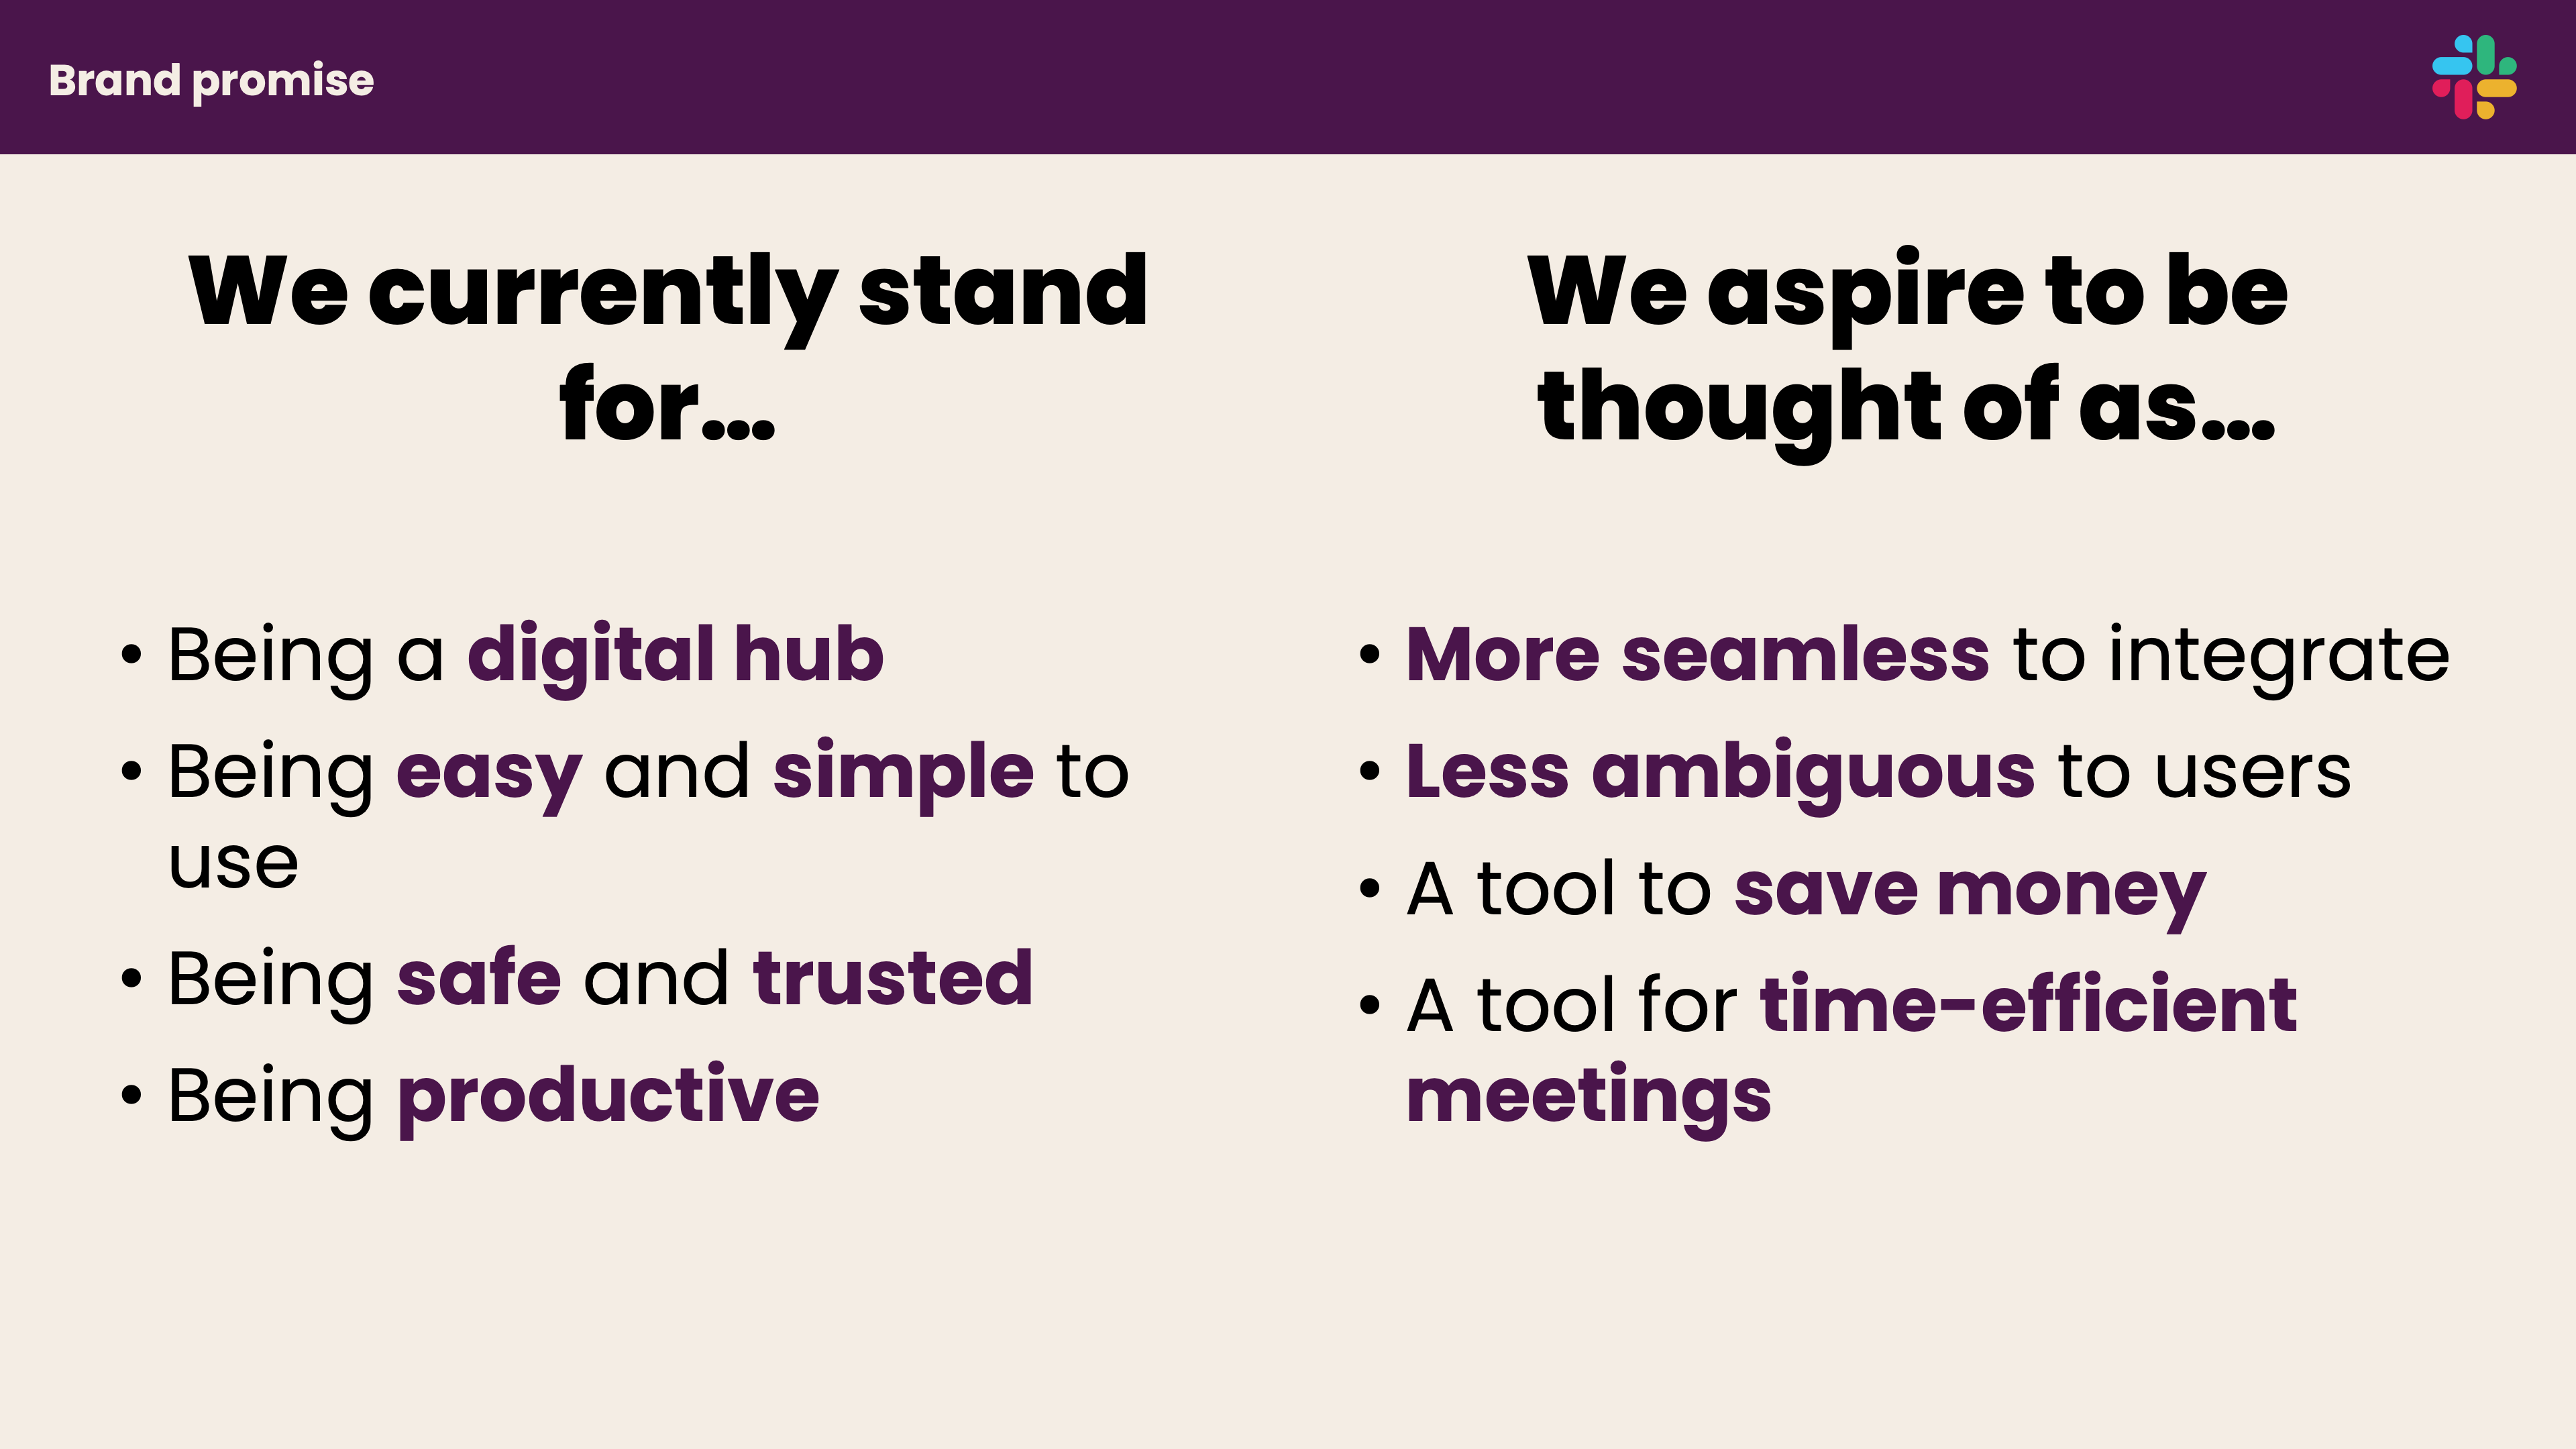 Brand promise
We currently stand
for…
• Being a digital hub
• Being easy and simple to
use
• Being safe and trusted
• Being productive
We aspire to be
thought of as…
• More seamless to integrate
• Less ambiguous to users
• A tool to save money
• A tool for time-efficient
meetings